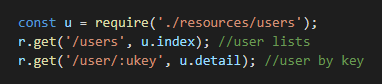 const u = require('./resources/users');
r.get('/users', u.index); //user lists
r.get('/user/:ukey', u.detail); //user by key